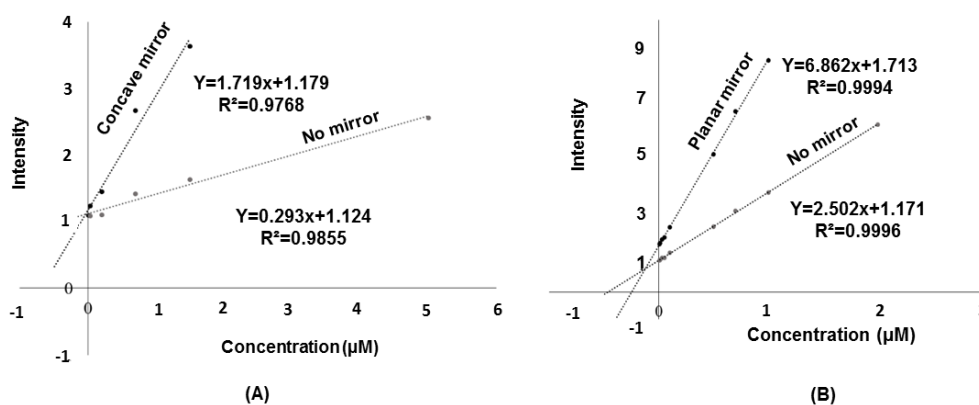 4
3
2
1
0
-1
-1
0
1
2
3
4
5
6
Intensity
Concentration (µM)
Concave mirror
Y=1.719x+1.179
R²=0.9768
No mirror
Y=0.293x+1.124
R²=0.9855
(A)
9
7
5
3
1
-1
-1
0
1
2
Intensity
Concentration (µM)
Planar mirror
Y=6.862x+1.713
R²=0.9994
No mirror
Y=2.502x+1.171
R²=0.9996
(B)